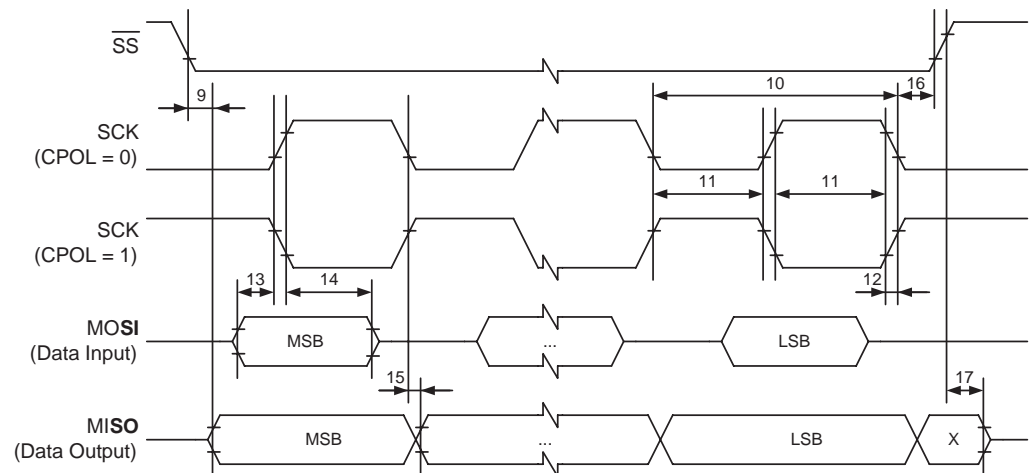 SS
10
9
16
SCK
(CPOL = 0)
11
11
SCK
(CPOL = 1)
13
14
12
MOSI
(Data Input)
MSB
...
LSB
15
17
MISO
(Data Output)
MSB
...
LSB
X